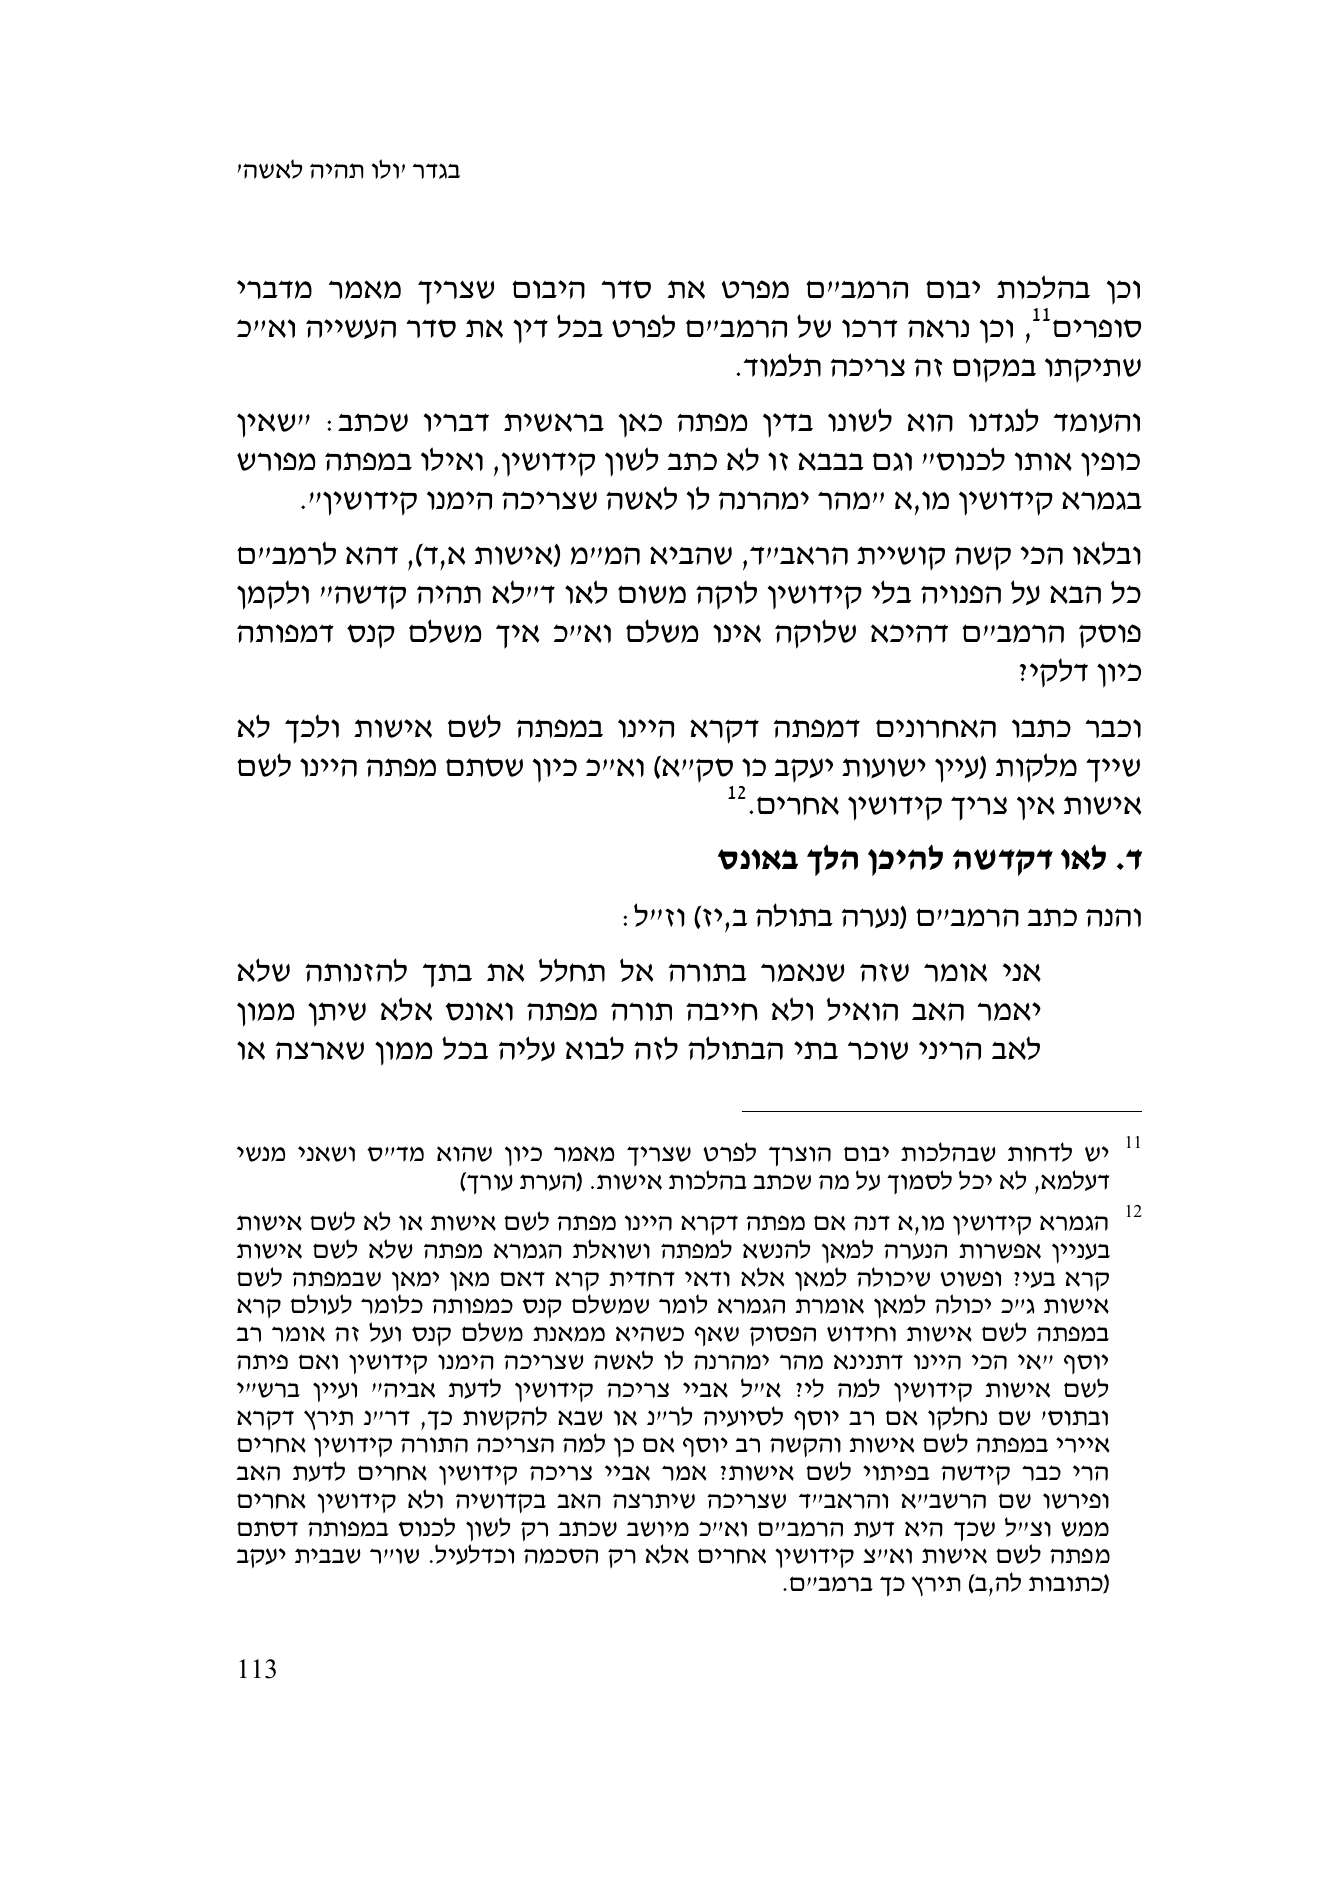 בגדר 'ולו תהיה לאשה'
וכן בהלכות יבום הרמב"ם מפרט את סדר היבום שצריך מאמר מדברי
סופרים11, וכן נראה דרכו של הרמב"ם לפרט בכל דין את סדר העשייה וא"כ
שתיקתו במקום זה צריכה תלמוד.
והעומד לנגדנו הוא לשונו בדין מפתה כאן בראשית דבריו שכתב: "שאין
כופין אותו לכנוס" וגם בבבא זו לא כתב לשון קידושין, ואילו במפתה מפורש
בגמרא קידושין מו,א "מהר ימהרנה לו לאשה שצריכה הימנו קידושין".
ובלאו הכי קשה קושיית הראב"ד, שהביא המ"מ (אישות א,ד), דהא לרמב"ם
כל הבא על הפנויה בלי קידושין לוקה משום לאו ד"לא תהיה קדשה" ולקמן
פוסק הרמב"ם דהיכא שלוקה אינו משלם וא"כ איך משלם קנס דמפותה
כיון דלקי?
וכבר כתבו האחרונים דמפתה דקרא היינו במפתה לשם אישות ולכך לא
שייך מלקות (עיין ישועות יעקב כו סק"א) וא"כ כיון שסתם מפתה היינו לשם
אישות אין צריך קידושין אחרים.12
ד. לאו דקדשה להיכן הלך באונס
והנה כתב הרמב"ם (נערה בתולה ב,יז) וז"ל:
אני אומר שזה שנאמר בתורה אל תחלל את בתך להזנותה שלא
יאמר האב הואיל ולא חייבה תורה מפתה ואונס אלא שיתן ממון
לאב הריני שוכר בתי הבתולה לזה לבוא עליה בכל ממון שארצה או
11 יש לדחות שבהלכות יבום הוצרך לפרט שצריך מאמר כיון שהוא מד"ס ושאני מנשי
דעלמא, לא יכל לסמוך על מה שכתב בהלכות אישות. (הערת עורך)
12 הגמרא קידושין מו,א דנה אם מפתה דקרא היינו מפתה לשם אישות או לא לשם אישות
בעניין אפשרות הנערה למאן להנשא למפתה ושואלת הגמרא מפתה שלא לשם אישות
קרא בעי? ופשוט שיכולה למאן אלא ודאי דחדית קרא דאם מאן ימאן שבמפתה לשם
אישות ג"כ יכולה למאן אומרת הגמרא לומר שמשלם קנס כמפותה כלומר לעולם קרא
במפתה לשם אישות וחידוש הפסוק שאף כשהיא ממאנת משלם קנס ועל זה אומר רב
יוסף "אי הכי היינו דתנינא מהר ימהרנה לו לאשה שצריכה הימנו קידושין ואם פיתה
לשם אישות קידושין למה לי? א"ל אביי צריכה קידושין לדעת אביה" ועיין ברש"י
ובתוס' שם נחלקו אם רב יוסף לסיועיה לר"נ או שבא להקשות כך, דר"נ תירץ דקרא
איירי במפתה לשם אישות והקשה רב יוסף אם כן למה הצריכה התורה קידושין אחרים
הרי כבר קידשה בפיתוי לשם אישות? אמר אביי צריכה קידושין אחרים לדעת האב
ופירשו שם הרשב"א והראב"ד שצריכה שיתרצה האב בקדושיה ולא קידושין אחרים
ממש וצ"ל שכך היא דעת הרמב"ם וא"כ מיושב שכתב רק לשון לכנוס במפותה דסתם
מפתה לשם אישות וא"צ קידושין אחרים אלא רק הסכמה וכדלעיל. שו"ר שבבית יעקב
(כתובות לה,ב) תירץ כך ברמב"ם.
113